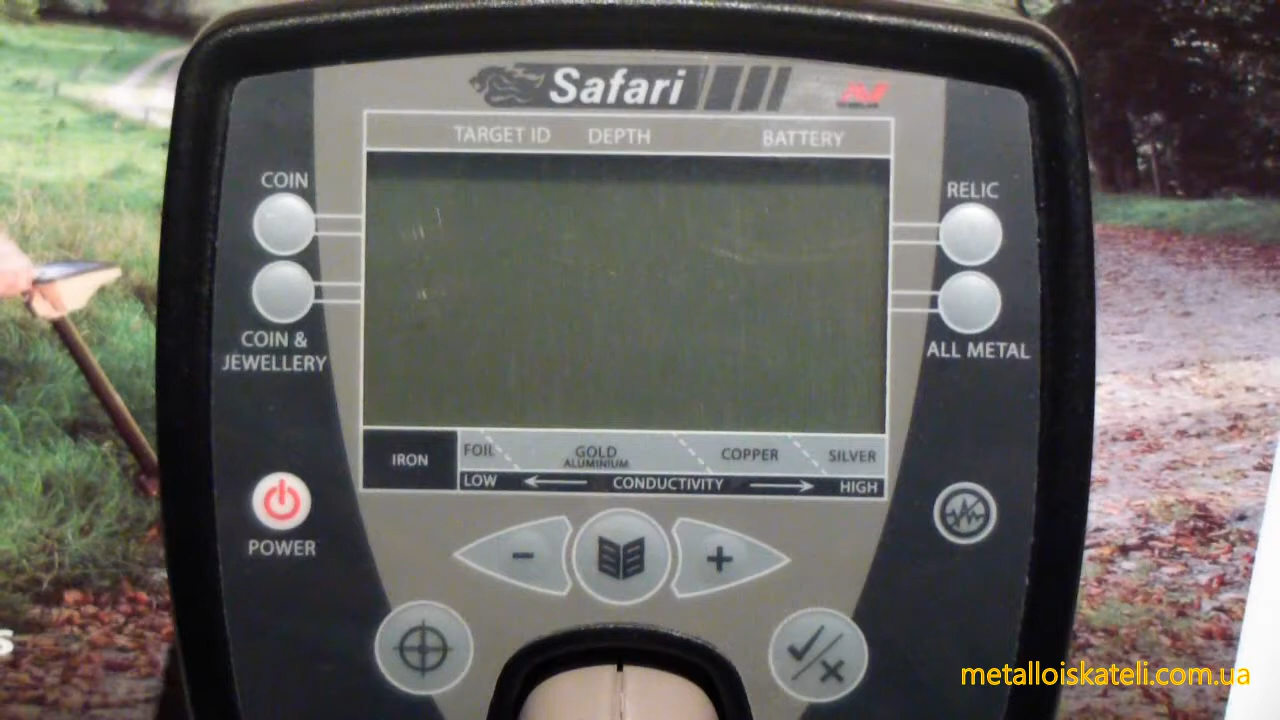 Safari
TARGET ID DEPTH BATTERY
COIN
RELIC
COIN &
JEWELLERY
ALL METAL
IRON
FOIL GOLD COPPER SILVER
ALUMINIUM
LOW CONDUCTIVITY HIGH
POWER
- +
s
metalloiskateli.com.ua